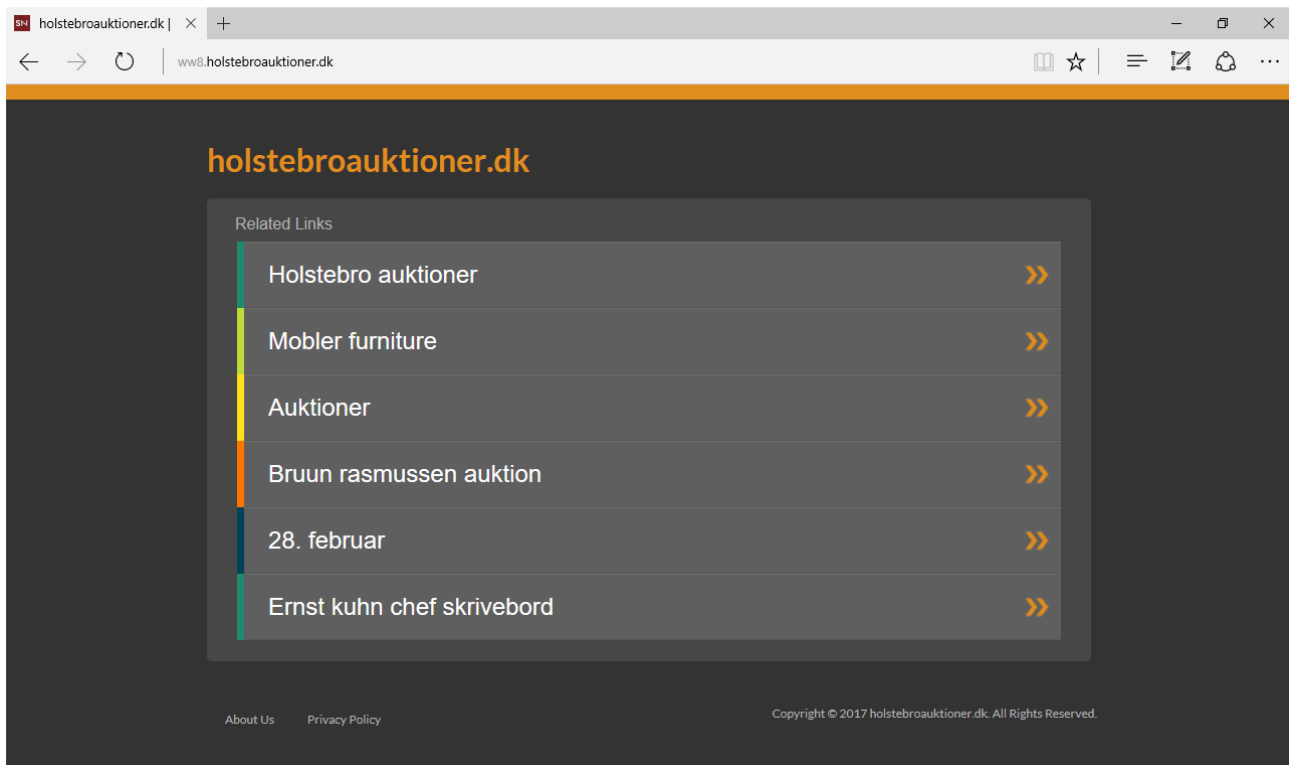 SN holstebroauktioner.dk |
ww8.holstebroauktioner.dk
holstebroauktioner.dk
Related Links
Holstebro auktioner
Mobler furniture
Auktioner
Bruun rasmussen auktion
28. februar
Ernst kuhn chef skrivebord
About Us Privacy Policy Copyright © 2017 holstebroauktioner.dk. All Rights Reserved.